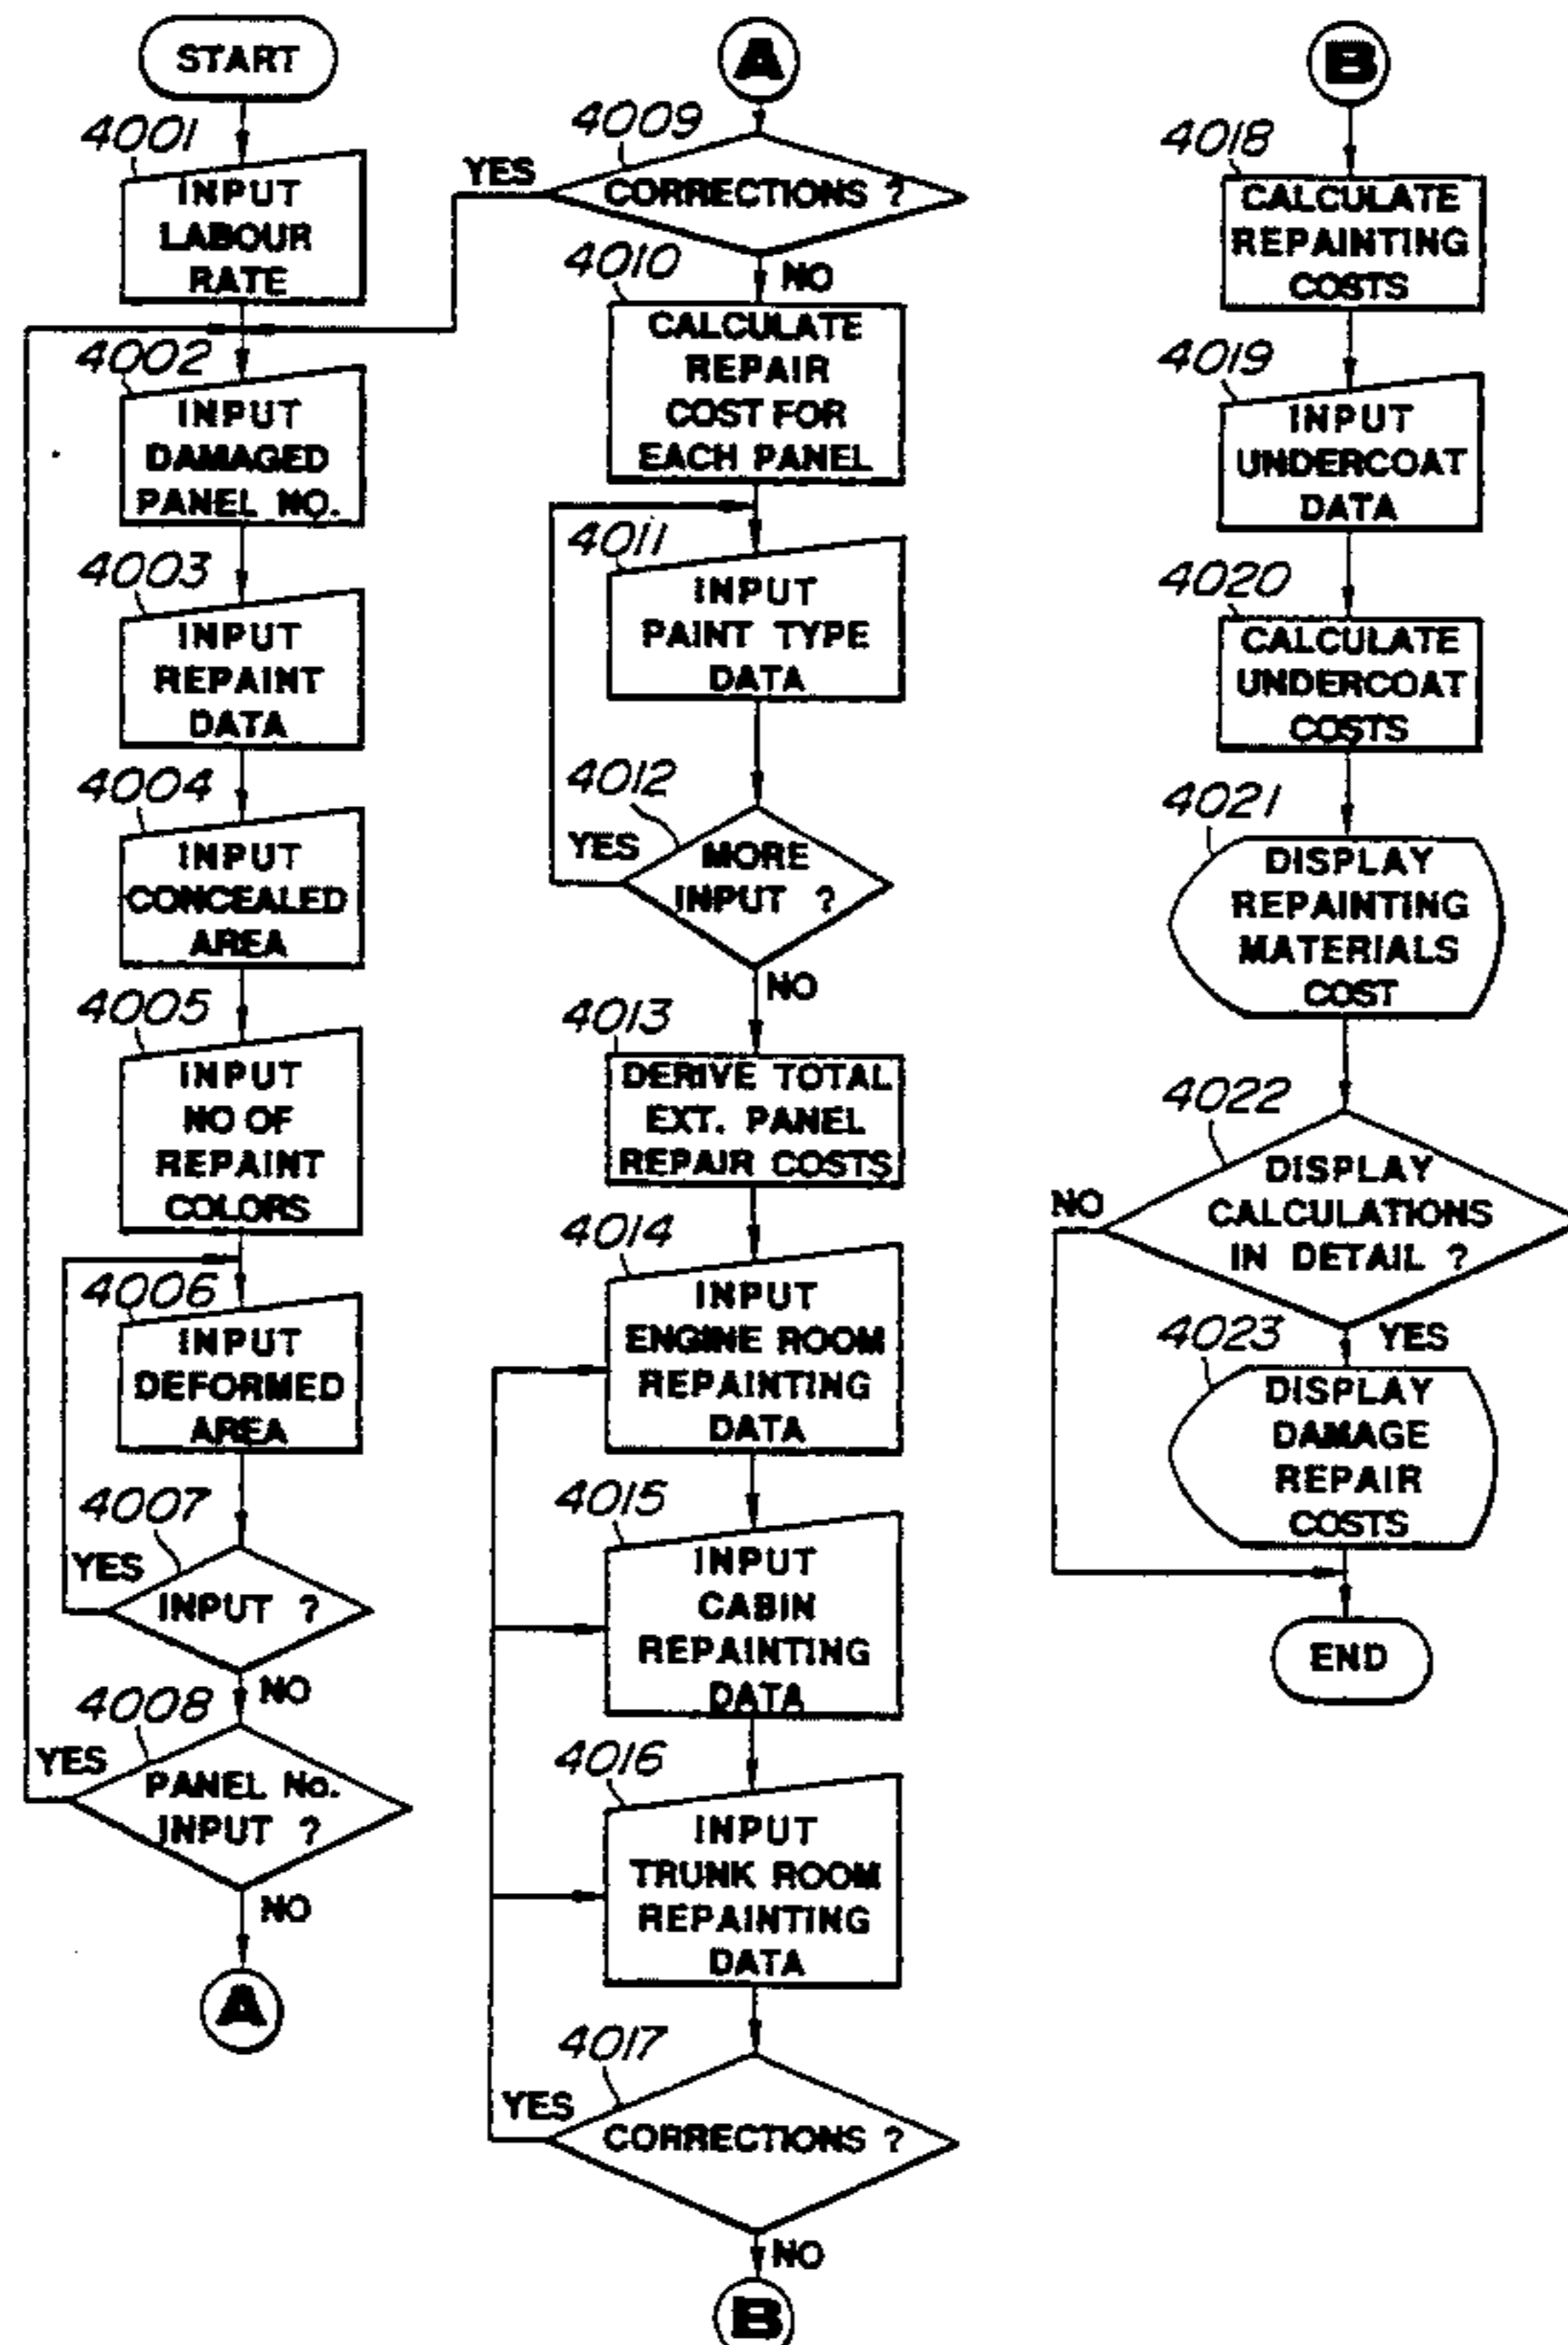 START
4001
INPUT
LABOUR
RATE
4002
INPUT
DAMAGED
PANEL NO.
4003
INPUT
REPAINT
DATA
4004
INPUT
CONCEALED
AREA
4005
INPUT
NO OF
REPAINT
COLORS
4006
INPUT
DEFORMED
AREA
4007
YES
INPUT ?
NO
4008
YES
PANEL No.
INPUT ?
NO
A
A
4009
YES
CORRECTIONS ?
NO
4010
CALCULATE
REPAIR
COST FOR
EACH PANEL
4011
INPUT
PAINT TYPE
DATA
4012
YES
MORE
INPUT ?
NO
4013
DERIVE TOTAL
EXT. PANEL
REPAIR COSTS
4014
INPUT
ENGINE ROOM
REPAINTING
DATA
4015
INPUT
CABIN
REPAINTING
DATA
4016
INPUT
TRUNK ROOM
REPAINTING
DATA
4017
YES
CORRECTIONS ?
NO
B
B
4018
CALCULATE
REPAINTING
COSTS
4019
INPUT
UNDERCOAT
DATA
4020
CALCULATE
UNDERCOAT
COSTS
4021
DISPLAY
REPAINTING
MATERIALS
COST
4022
NO
DISPLAY
CALCULATIONS
IN DETAIL ?
YES
4023
DISPLAY
DAMAGE
REPAIR
COSTS
END